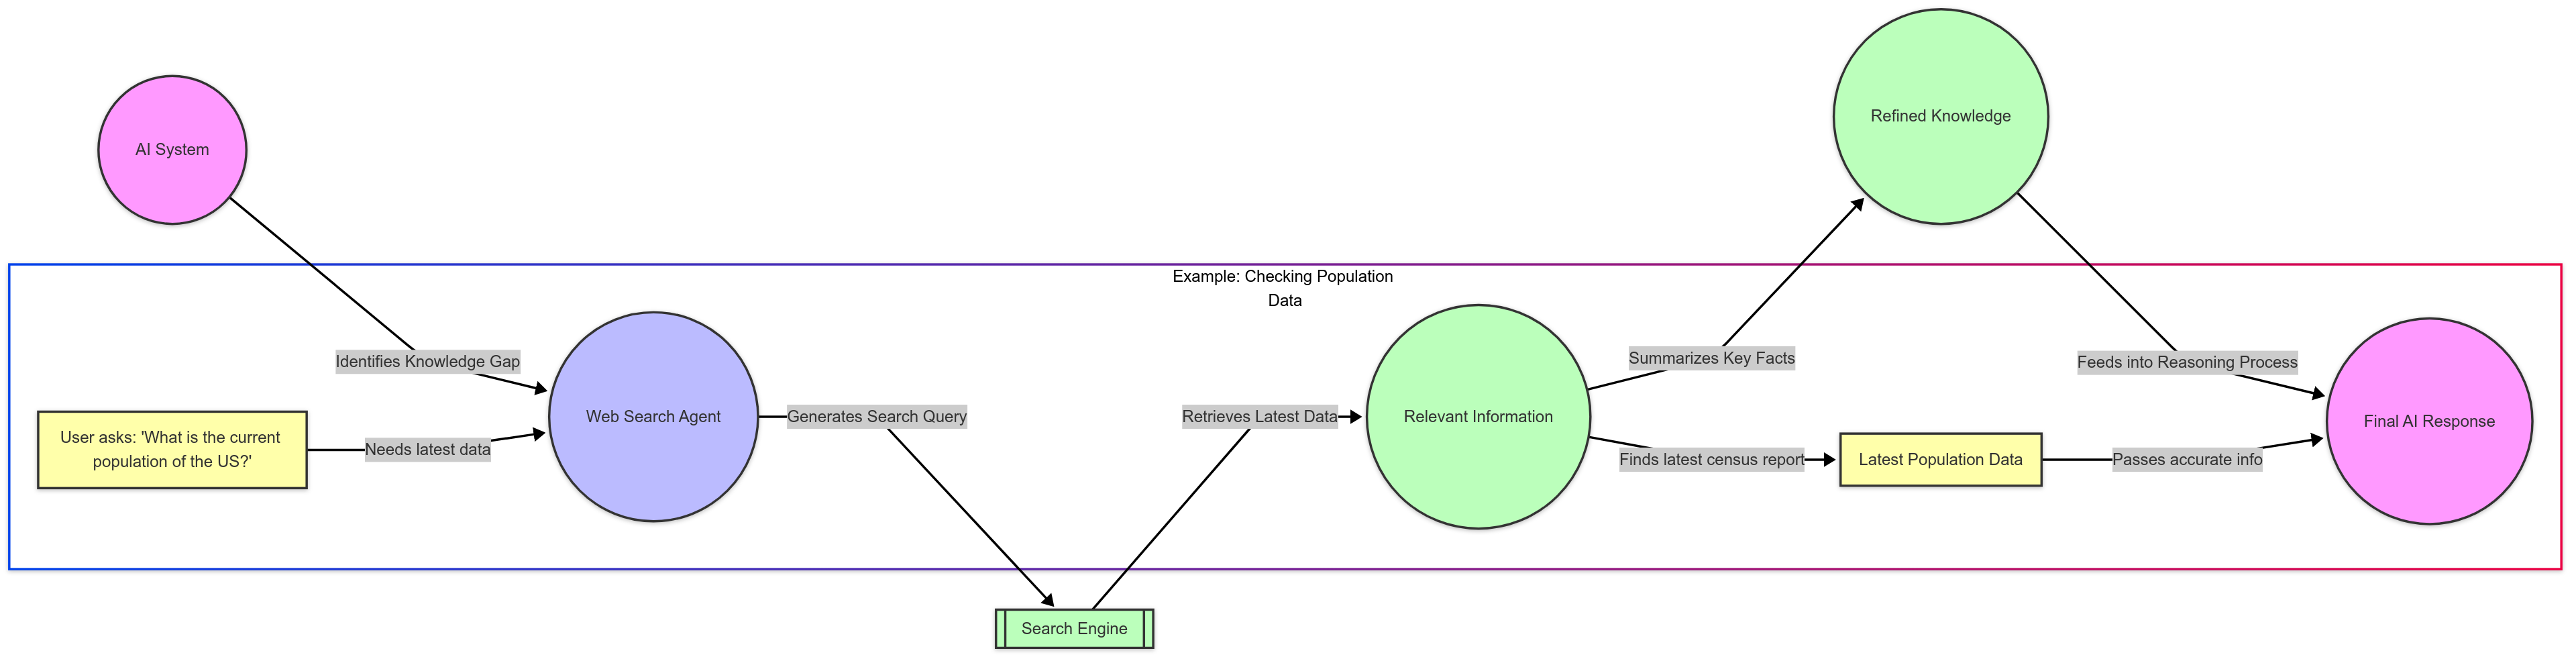 Refined Knowledge
AI System
Example: Checking Population
Data
Identifies Knowledge Gap
Summarizes Key Facts
Feeds into Reasoning Process
User asks: 'What is the current
population of the US?'
Needs latest data
Web Search Agent
Generates Search Query
Retrieves Latest Data
Relevant Information
Finds latest census report
Latest Population Data
Passes accurate info
Final AI Response
Search Engine